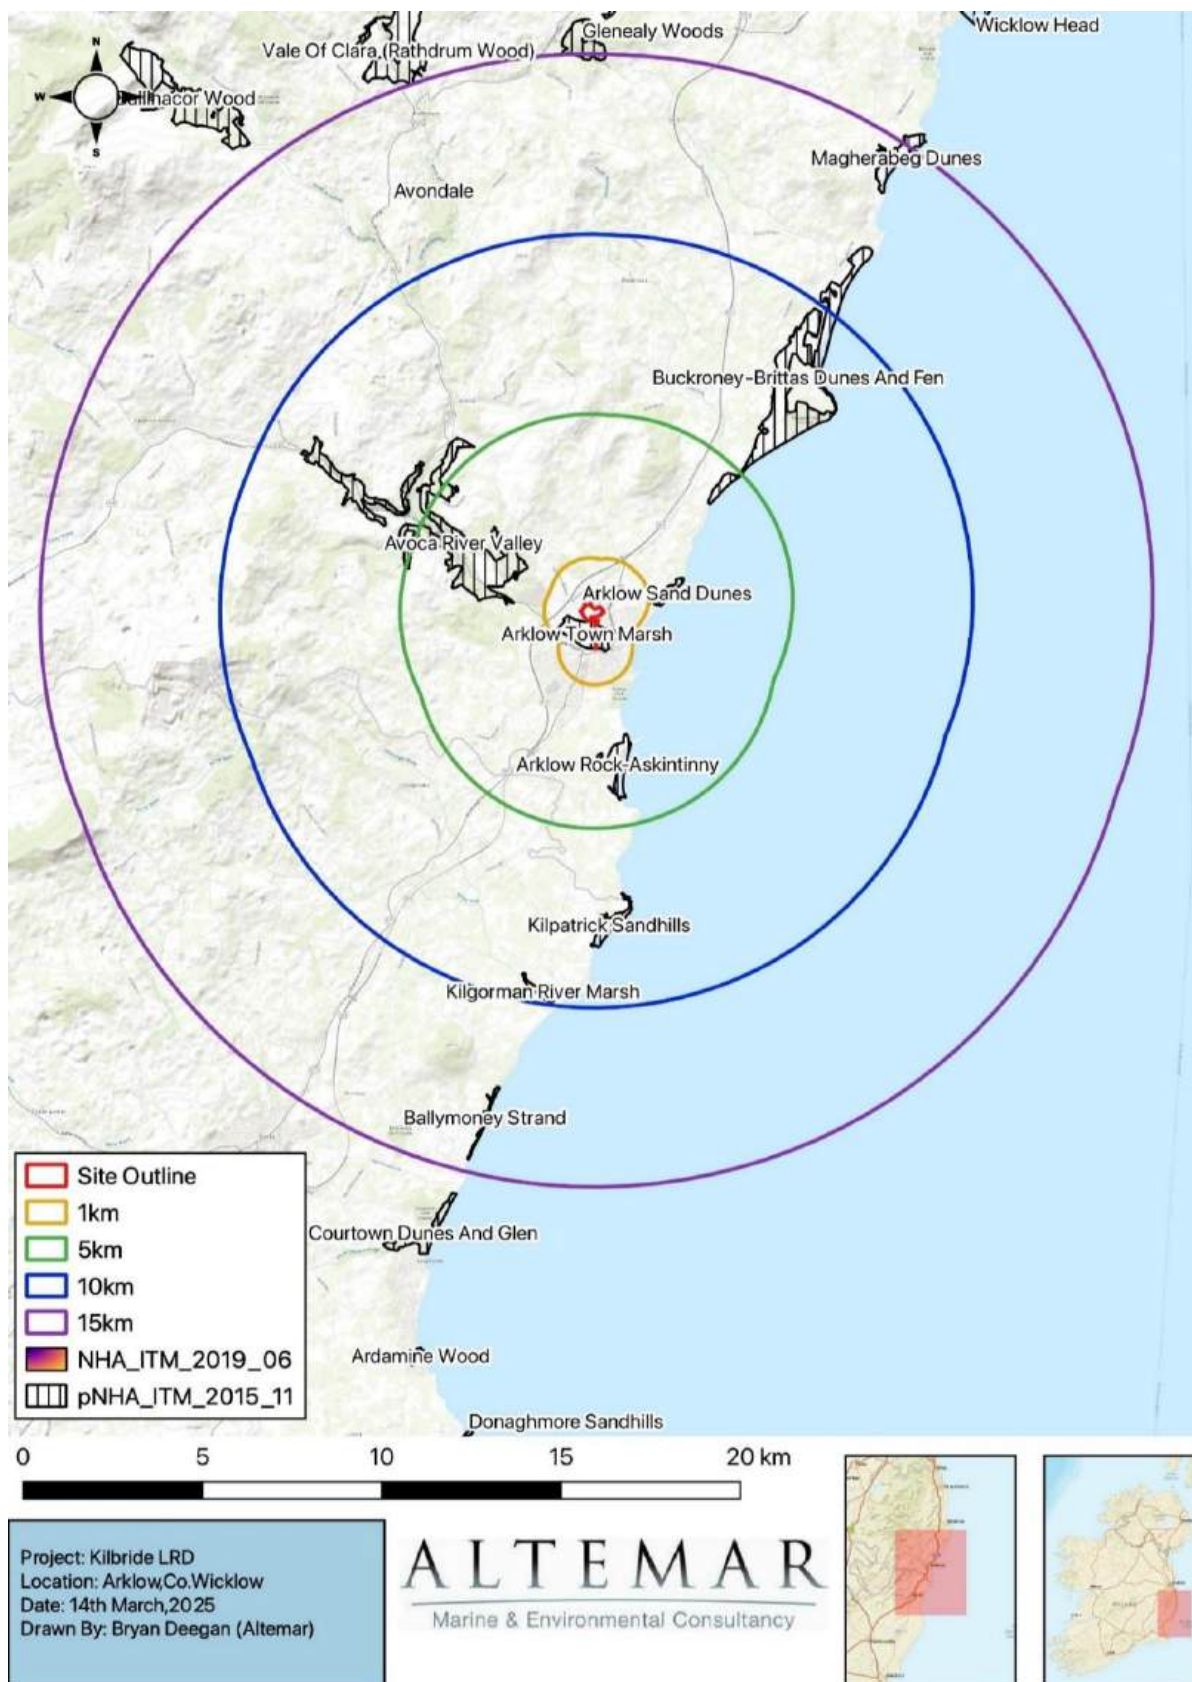 Wicklow Head
Glenealy Woods
Vale Of Clara (Rathdrum Wood)
N
W
S
Ballinacor Wood
Magherabeg Dunes
Avondale
Buckroney-Brittas Dunes And Fen
Avoca River Valley
Arklow Sand Dunes
Arklow Town Marsh
Arklow Rock-Askintinny
Kilpatrick Sandhills
Kilgorman River Marsh
Ballymoney Strand
Courtown Dunes And Glen
Ardamine Wood
Donaghmore Sandhills
Site Outline
1km
5km
10km
15km
NHA_ITM_2019_06
pNHA_ITM_2015_11
0 5 10 15 20 km
Project: Kilbride LRD
Location: Arklow,Co.Wicklow
Date: 14th March,2025
Drawn By: Bryan Deegan (Altemar)
ALTEMAR
Marine & Environmental Consultancy